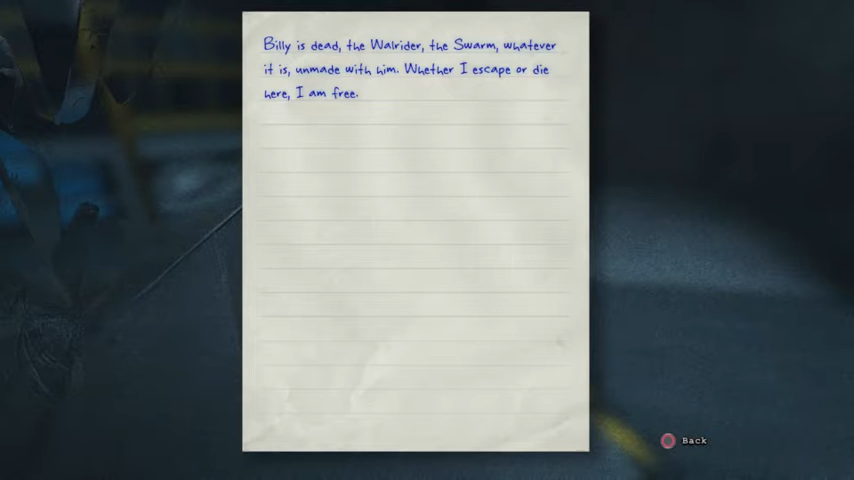 Billy is dead, the Walrider, the Swarm, whatever
it is, unmade with him. Whether I escape or die
here, I am free.
Back